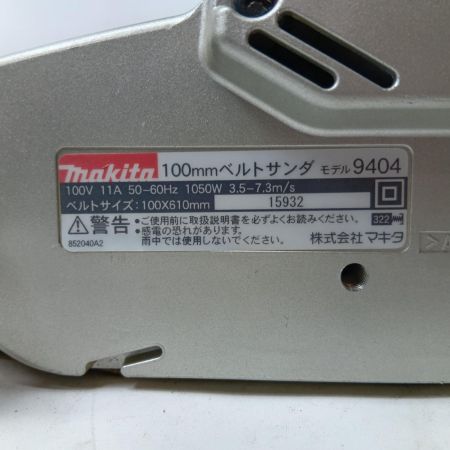 makita 100mmベルトサンダ モデル 9404
100V 11A 50-60Hz 1050W 3.5-7.3m/s
ベルトサイズ:100X610mm 15932
警告 ・ご使用前に取扱説明書を必ずよくお読みください。
・感電の恐れがあります。
雨中では使用しないでください。
852040A2
322
株式会社 マキタ